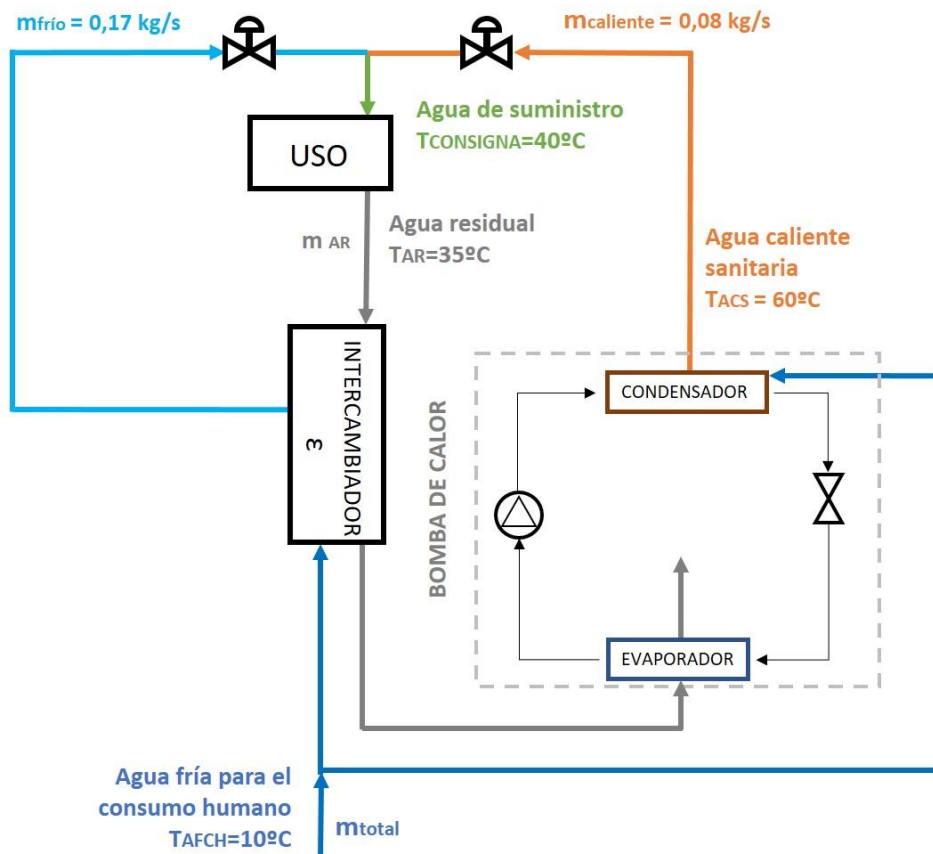 mfrío = 0,17 kg/s
mcaliente = 0,08 kg/s
Agua de suministro
TCONSIGNA=40ºC
USO
m AR
Agua residual
TAR=35ºC
Agua caliente
sanitaria
TACS = 60ºC
INTERCAMBIADOR
ε
BOMBA DE CALOR
CONDENSADOR
EVAPORADOR
Agua fría para el
consumo humano
TAFCH=10ºC
mtotal